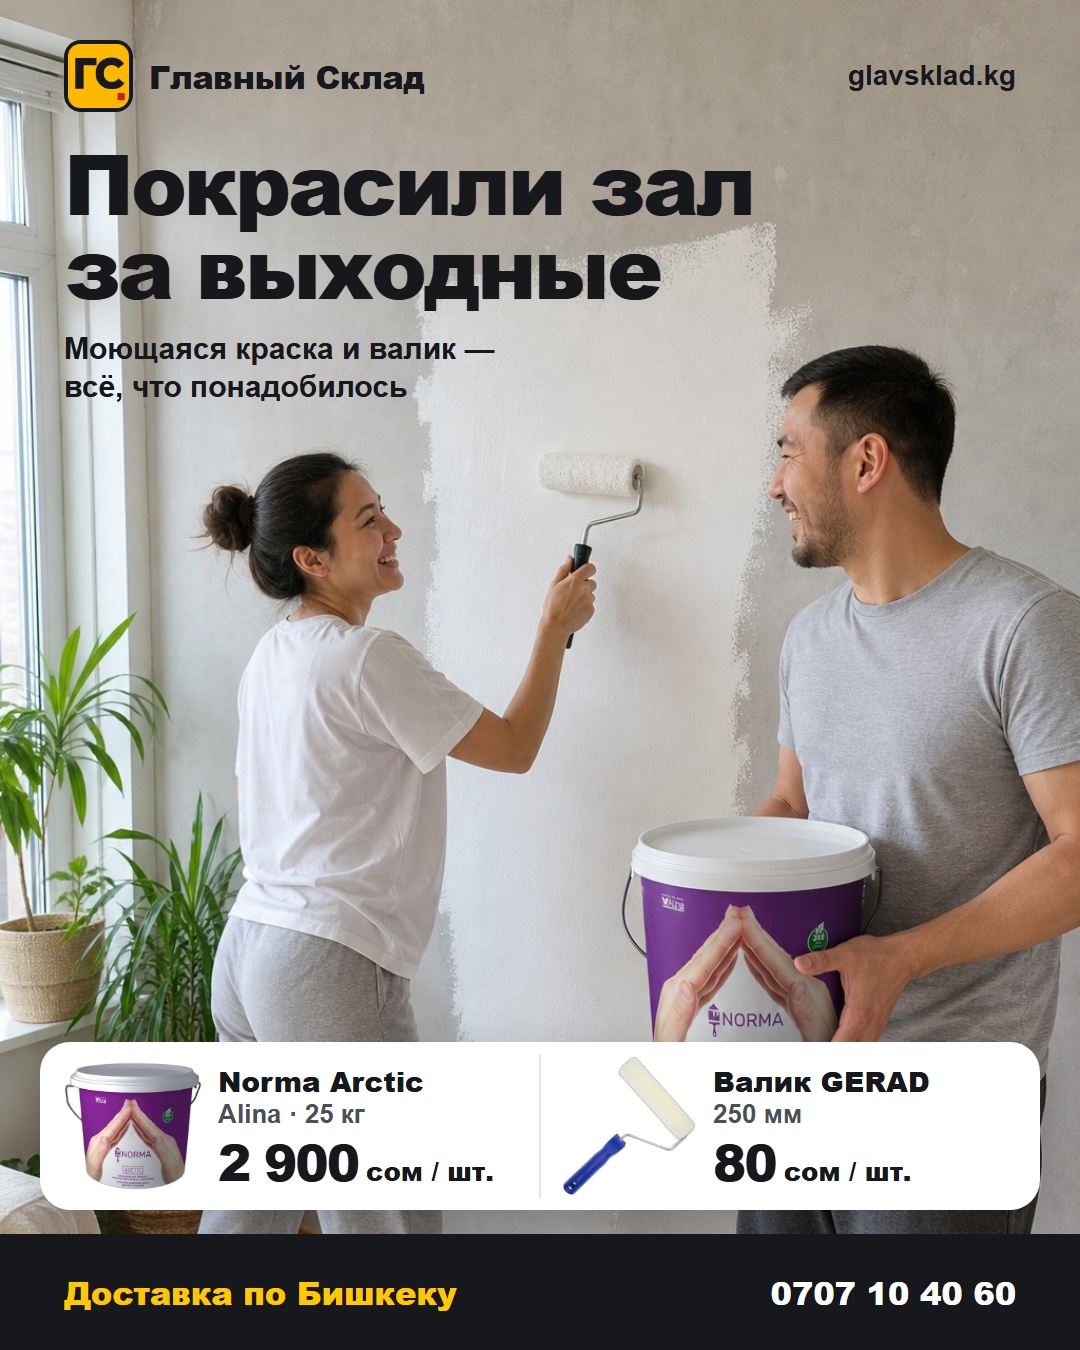 ГС
Главный Склад
glavsklad.kg
Покрасили зал
за выходные
Моющаяся краска и валик —
всё, что понадобилось
NORMA
Norma Arctic
Alina · 25 кг
2 900 сом / шт.
NORMA
ARCTIC
Валик GERAD
250 мм
80 сом / шт.
Доставка по Бишкеку
0707 10 40 60